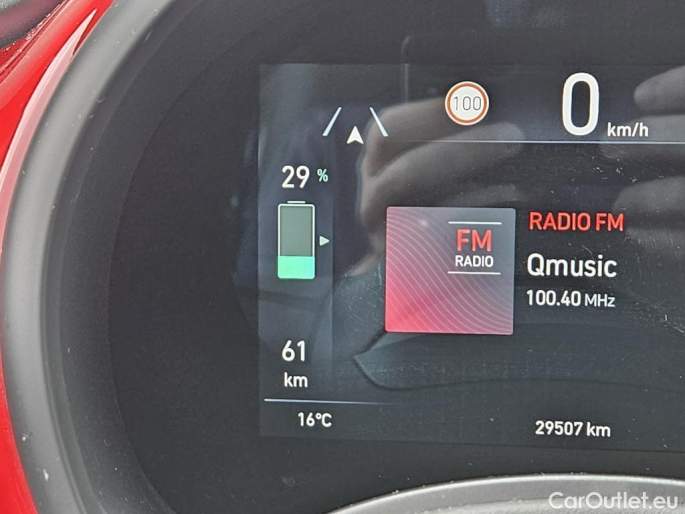 100
0 km/h
29 %
RADIO FM
FM
RADIO
Qmusic
100.40 MHz
61
km
16°C
29507 km
CarOutlet.eu